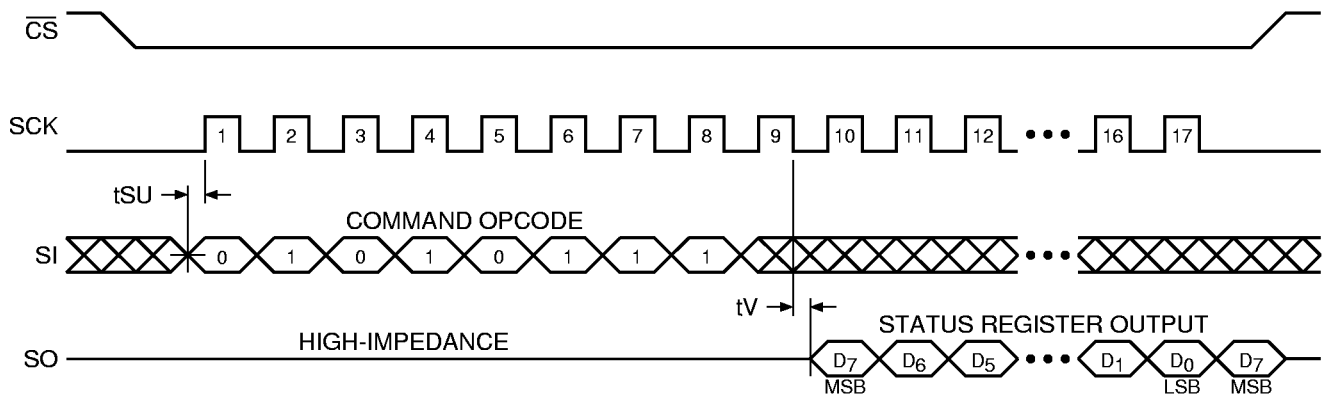 CS
SCK 1 2 3 4 5 6 7 8 9 10 11 12 16 17
tSU
COMMAND OPCODE
SI 0 1 0 1 0 1 1 1
tV
STATUS REGISTER OUTPUT
HIGH-IMPEDANCE
SO D7 D6 D5 D1 D0 D7
MSB LSB MSB